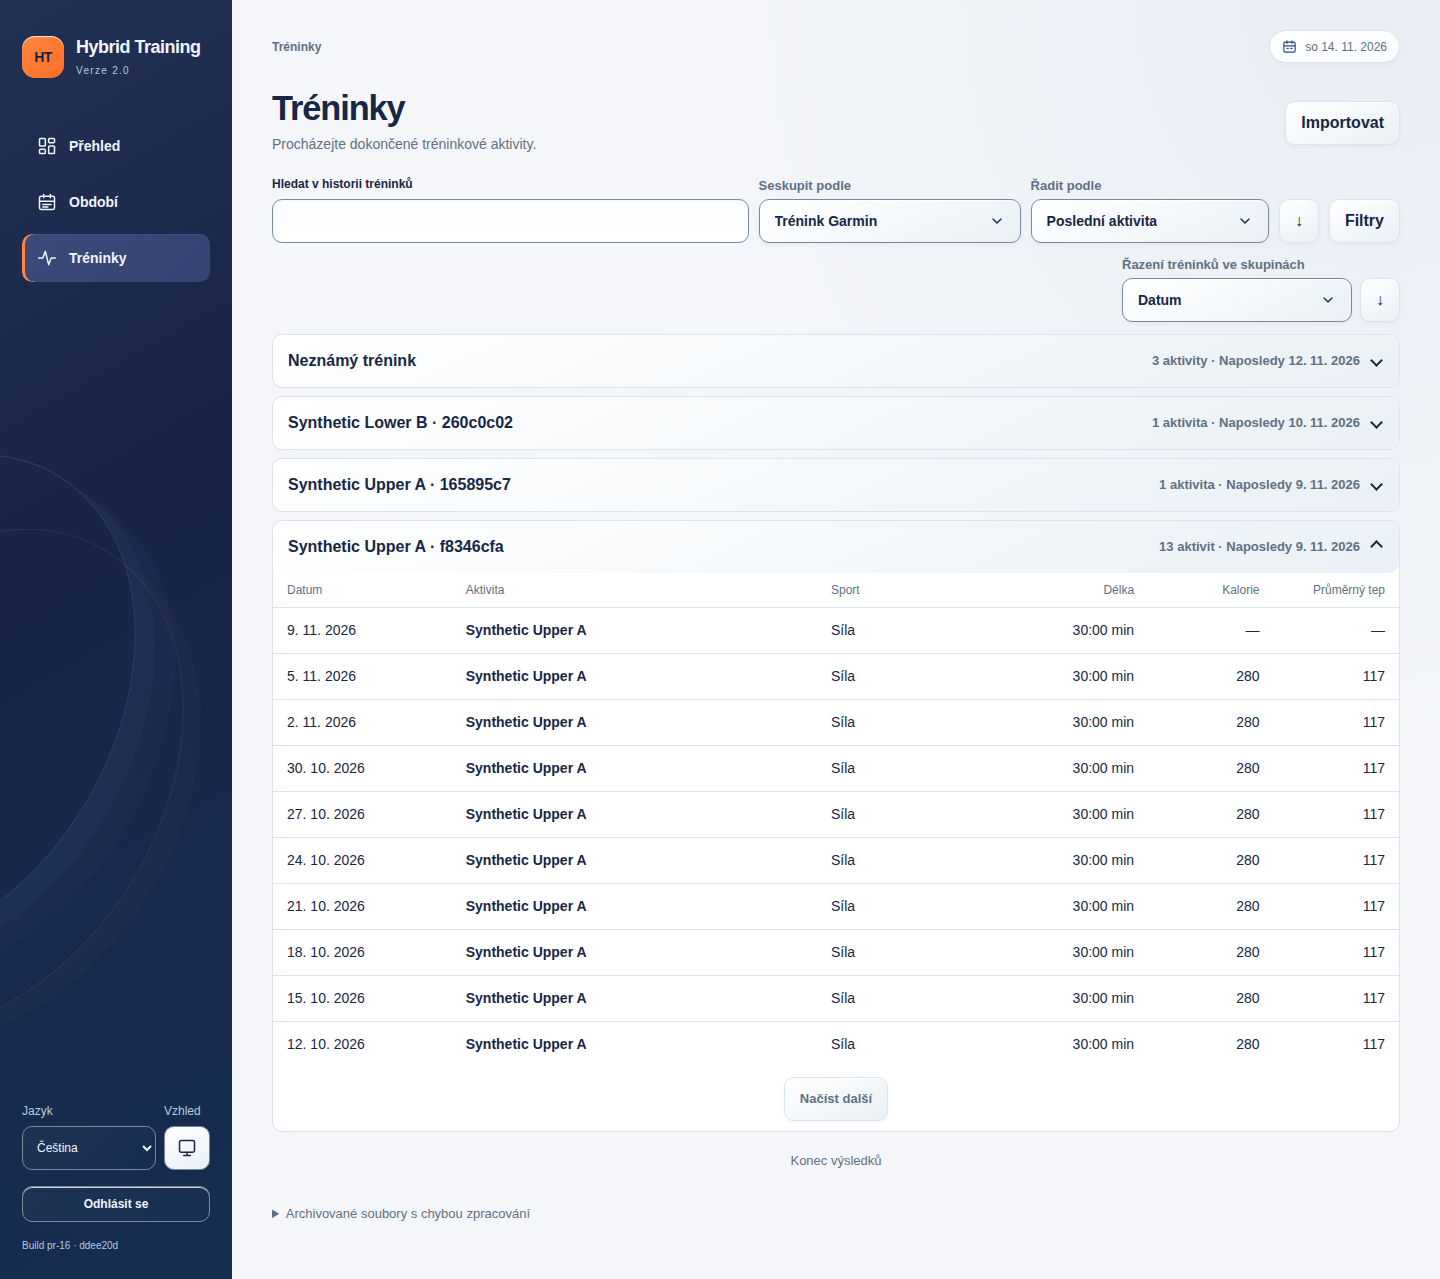 HT
Hybrid Training
Verze 2.0
Přehled
Období
Tréninky
Jazyk
Vzhled
Čeština
Odhlásit se
Build pr-16 · ddee20d
Tréninky
so 14. 11. 2026
Tréninky
Procházejte dokončené tréninkové aktivity.
Importovat
Hledat v historii tréninků
Seskupit podle
Řadit podle
Trénink Garmin
Poslední aktivita
↓
Filtry
Řazení tréninků ve skupinách
Datum
↓
Neznámý trénink 3 aktivity · Naposledy 12. 11. 2026
Synthetic Lower B · 260c0c02 1 aktivita · Naposledy 10. 11. 2026
Synthetic Upper A · 165895c7 1 aktivita · Naposledy 9. 11. 2026
Synthetic Upper A · f8346cfa 13 aktivit · Naposledy 9. 11. 2026
Datum Aktivita Sport Délka Kalorie Průměrný tep
9. 11. 2026 Synthetic Upper A Síla 30:00 min — —
5. 11. 2026 Synthetic Upper A Síla 30:00 min 280 117
2. 11. 2026 Synthetic Upper A Síla 30:00 min 280 117
30. 10. 2026 Synthetic Upper A Síla 30:00 min 280 117
27. 10. 2026 Synthetic Upper A Síla 30:00 min 280 117
24. 10. 2026 Synthetic Upper A Síla 30:00 min 280 117
21. 10. 2026 Synthetic Upper A Síla 30:00 min 280 117
18. 10. 2026 Synthetic Upper A Síla 30:00 min 280 117
15. 10. 2026 Synthetic Upper A Síla 30:00 min 280 117
12. 10. 2026 Synthetic Upper A Síla 30:00 min 280 117
Načíst další
Konec výsledků
▶ Archivované soubory s chybou zpracování